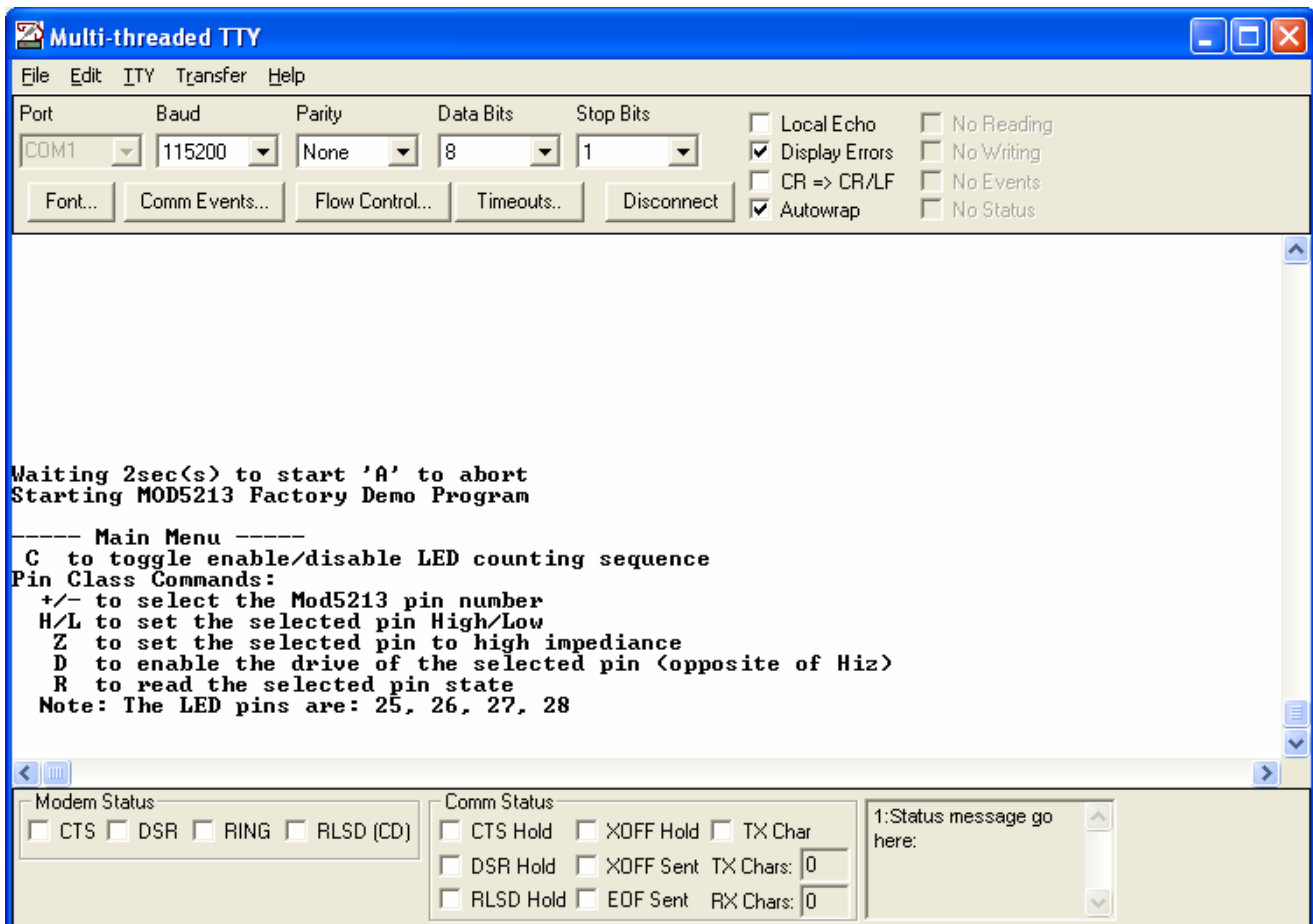 Multi-threaded TTY
File Edit TTY Transfer Help
Port Baud Parity Data Bits Stop Bits
COM1 115200 None 8 1
Font... Comm Events... Flow Control... Timeouts.. Disconnect
Local Echo No Reading
Display Errors No Writing
CR => CR/LF No Events
Autowrap No Status
Waiting 2sec(s) to start 'A' to abort
Starting MOD5213 Factory Demo Program
----- Main Menu -----
C to toggle enable/disable LED counting sequence
Pin Class Commands:
+/- to select the Mod5213 pin number
H/L to set the selected pin High/Low
Z to set the selected pin to high impediance
D to enable the drive of the selected pin (opposite of Hiz)
R to read the selected pin state
Note: The LED pins are: 25, 26, 27, 28
Modem Status
CTS DSR RING RLSD (CD)
Comm Status
CTS Hold XOFF Hold TX Char
DSR Hold XOFF Sent TX Chars: 0
RLSD Hold EOF Sent RX Chars: 0
1:Status message go
here: